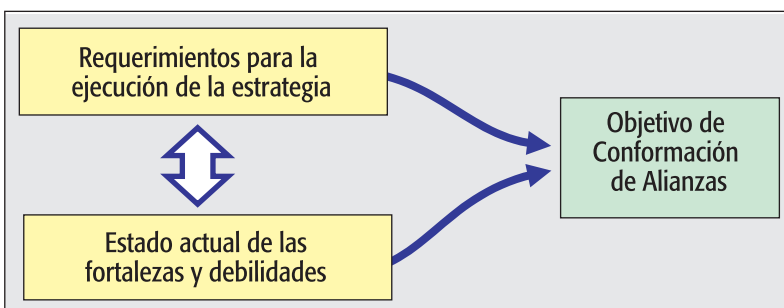 Requerimientos para la
ejecución de la estrategia
Estado actual de las
fortalezas y debilidades
Objetivo de
Conformación
de Alianzas